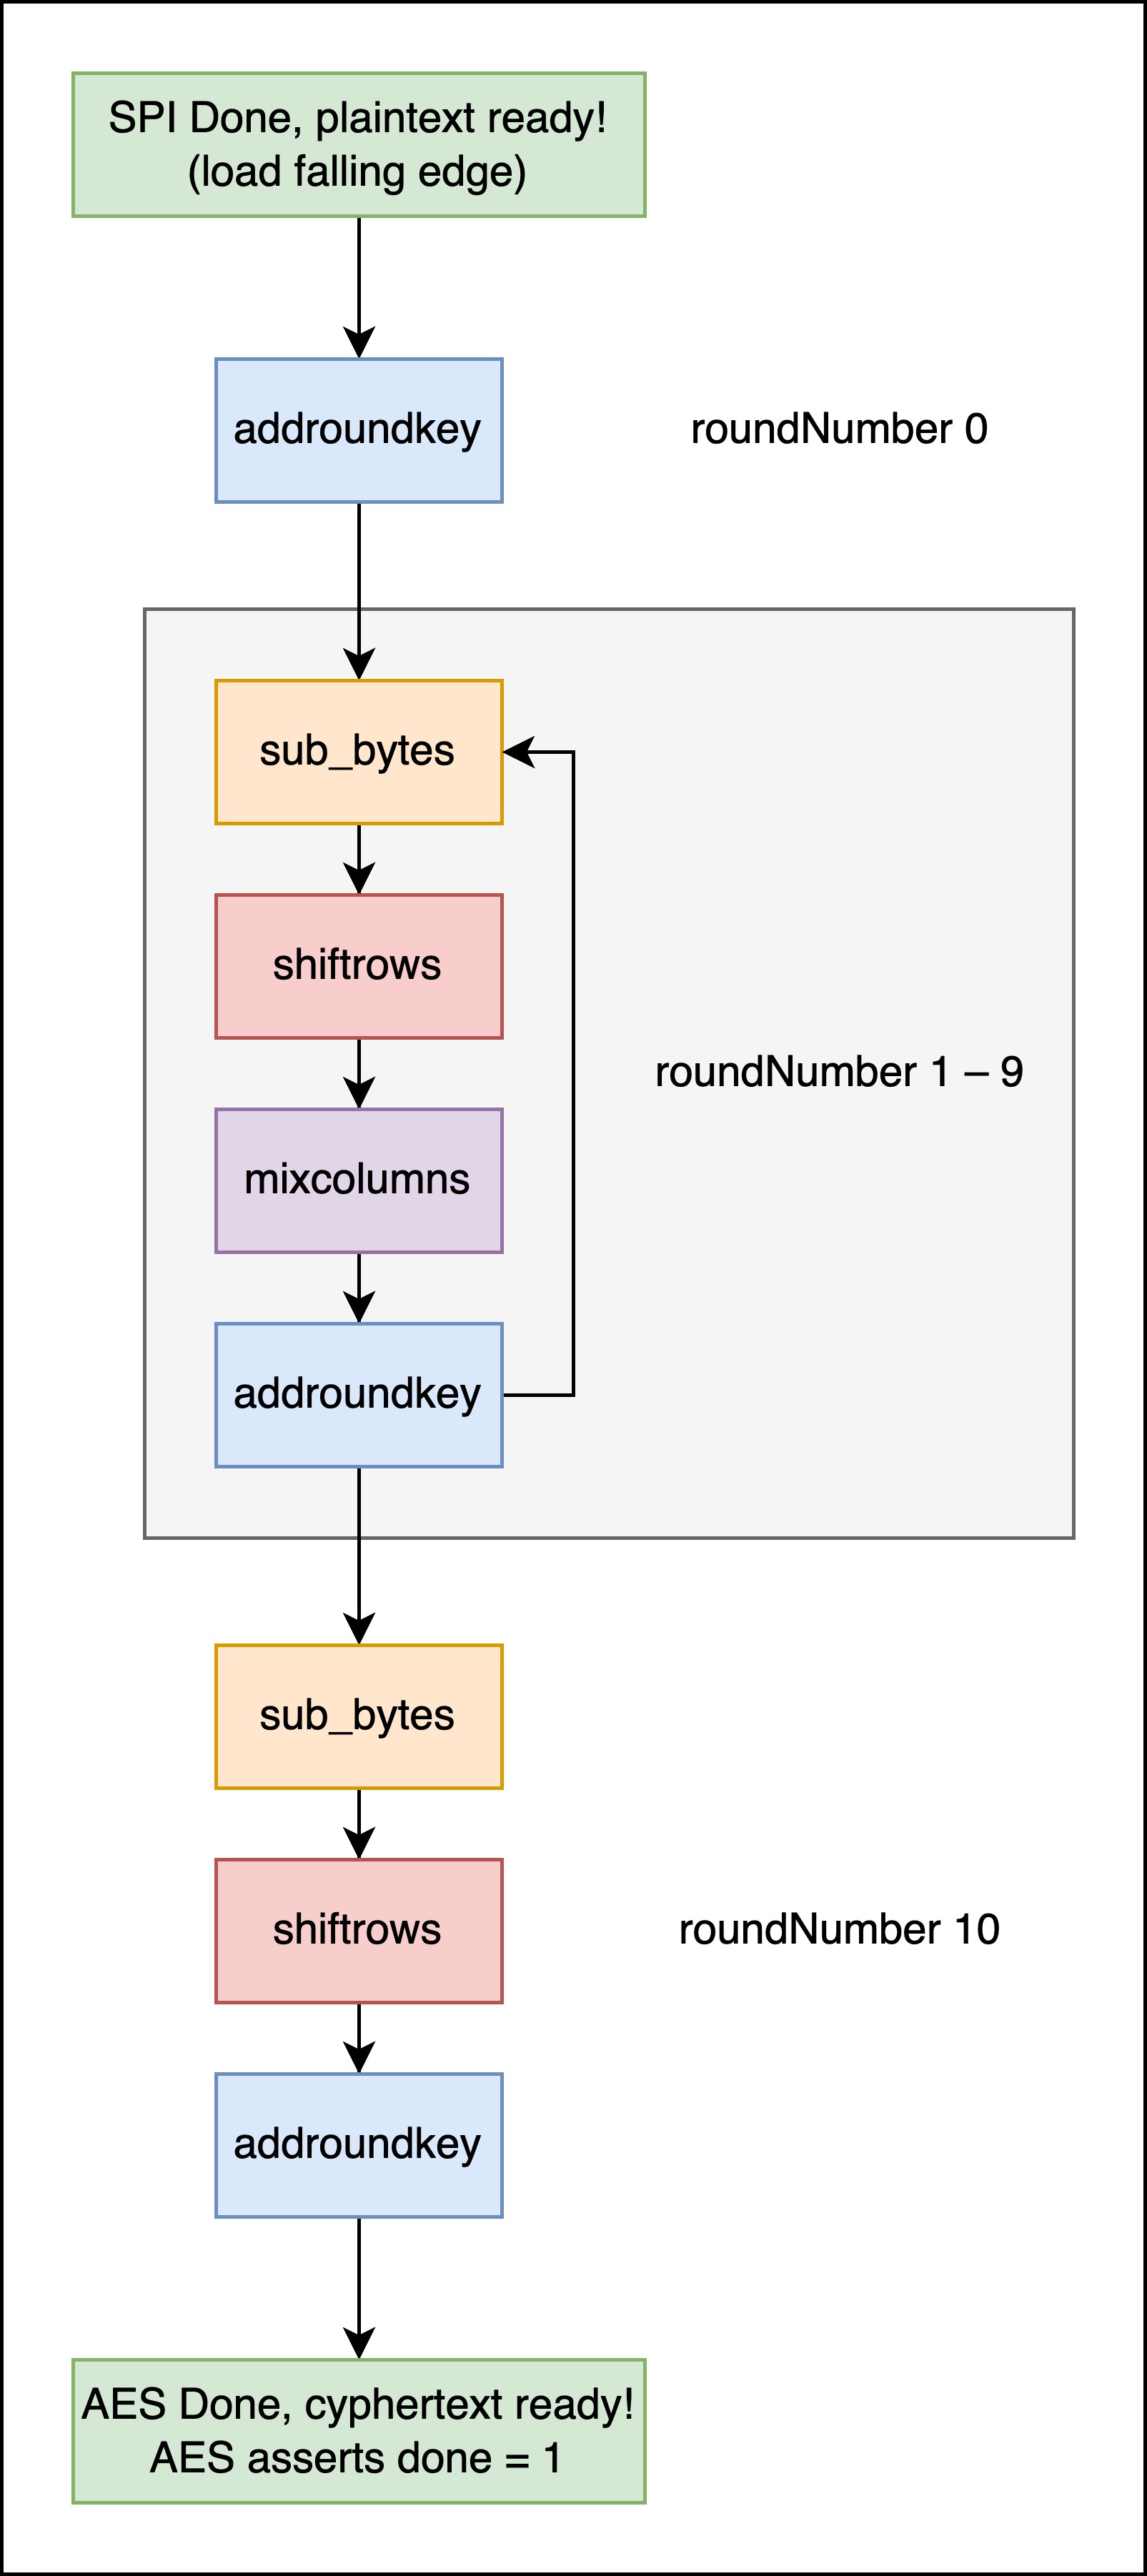 SPI Done, plaintext ready!
(load falling edge)
addroundkey
roundNumber 0
sub_bytes
shiftrows
roundNumber 1 – 9
mixcolumns
addroundkey
sub_bytes
shiftrows
roundNumber 10
addroundkey
AES Done, cyphertext ready!
AES asserts done = 1